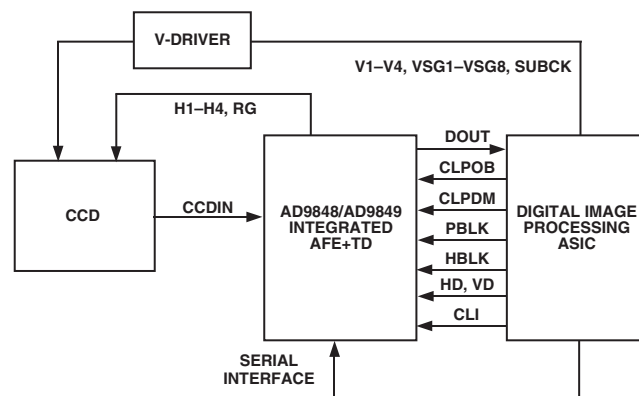 V-DRIVER
V1–V4, VSG1–VSG8, SUBCK
H1–H4, RG
DOUT
CLPOB
CCD
CCDIN
AD9848/AD9849
INTEGRATED
AFE+TD
CLPDM
DIGITAL IMAGE
PROCESSING
ASIC
PBLK
HBLK
HD, VD
CLI
SERIAL
INTERFACE